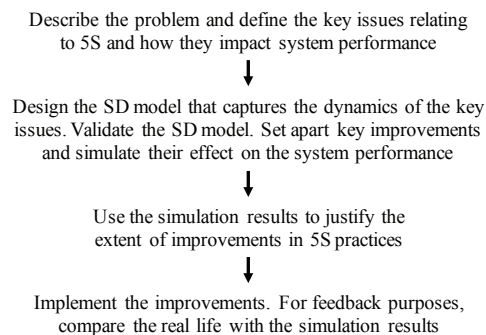 Describe the problem and define the key issues relating
to 5S and how they impact system performance
Design the SD model that captures the dynamics of the key
issues. Validate the SD model. Set apart key improvements
and simulate their effect on the system performance
Use the simulation results to justify the
extent of improvements in 5S practices
Implement the improvements. For feedback purposes,
compare the real life with the simulation results